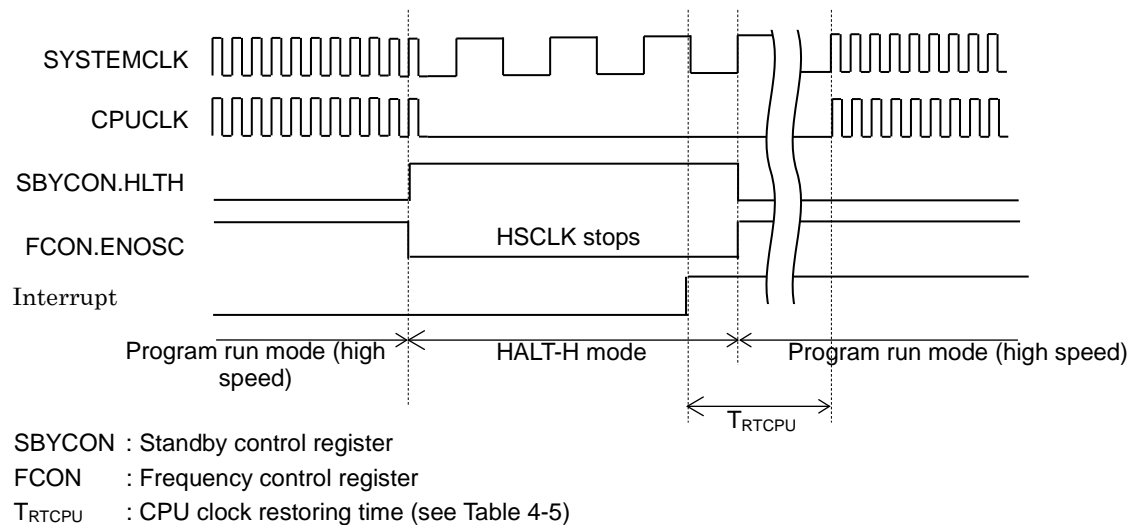 SYSTEMCLK
CPUCLK
SBYCON.HLTH
FCON.ENOSC
HSCLK stops
Interrupt
Program run mode (high
speed)
HALT-H mode
Program run mode (high speed)
TRTCPU
SBYCON : Standby control register
FCON : Frequency control register
TRTCPU : CPU clock restoring time (see Table 4-5)